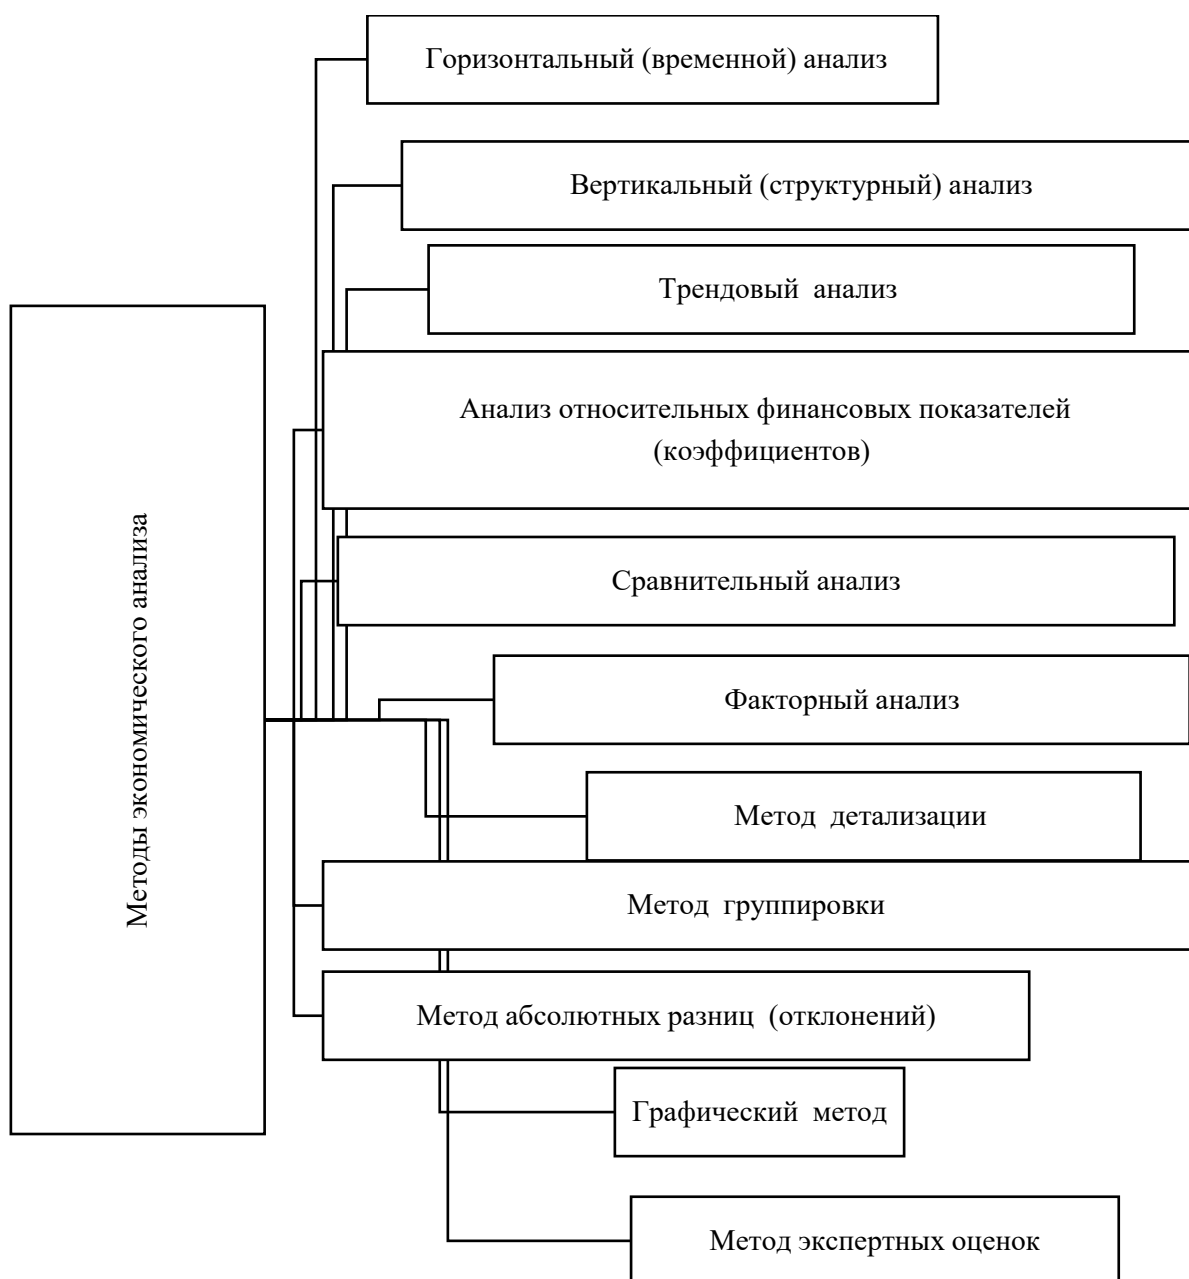 Горизонтальный (временной) анализ
Вертикальный (структурный) анализ
Трендовый анализ
Анализ относительных финансовых показателей
(коэффициентов)
Сравнительный анализ
Факторный анализ
Методы экономического анализа
Метод детализации
Метод группировки
Метод абсолютных разниц (отклонений)
Графический метод
Метод экспертных оценок